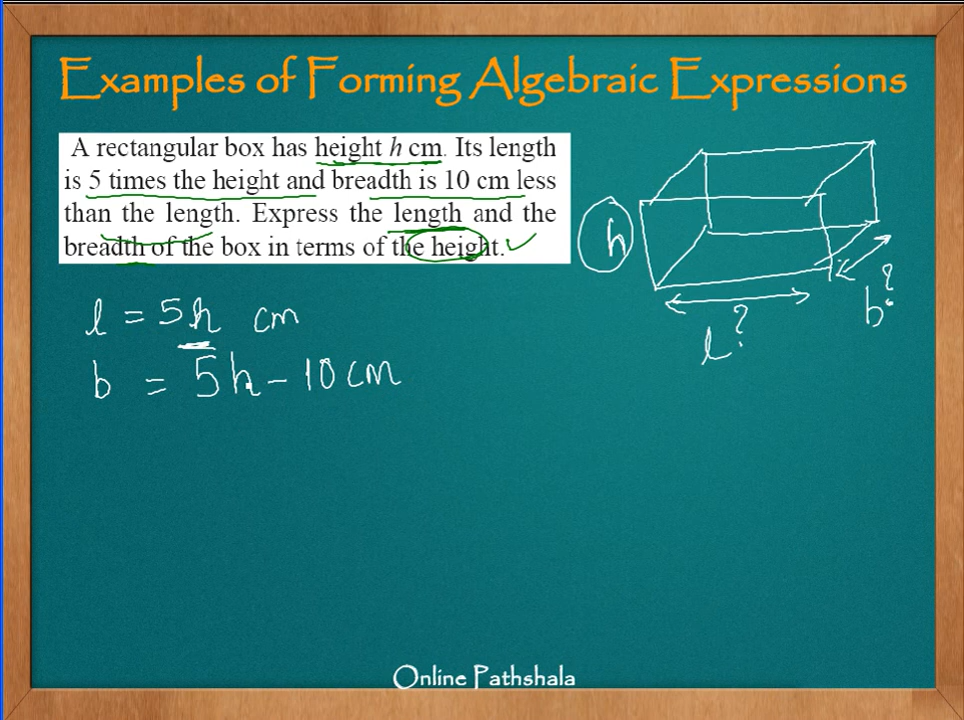 Examples of Forming Algebraic Expressions
A rectangular box has height h cm. Its length
is 5 times the height and breadth is 10 cm less
than the length. Express the length and the
breadth of the box in terms of the height.
h
b?
l?
l = 5h cm
b = 5h - 10 cm
Online Pathshala